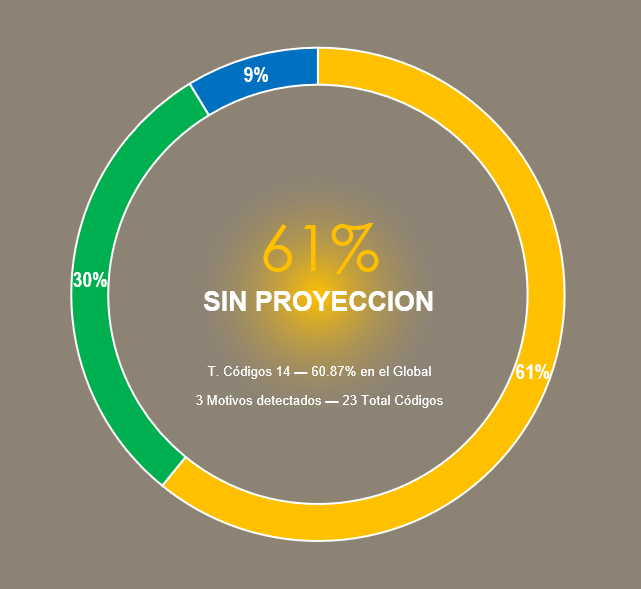 9%
61%
SIN PROYECCION
30%
T. Códigos 14 — 60.87% en el Global
61%
3 Motivos detectados — 23 Total Códigos